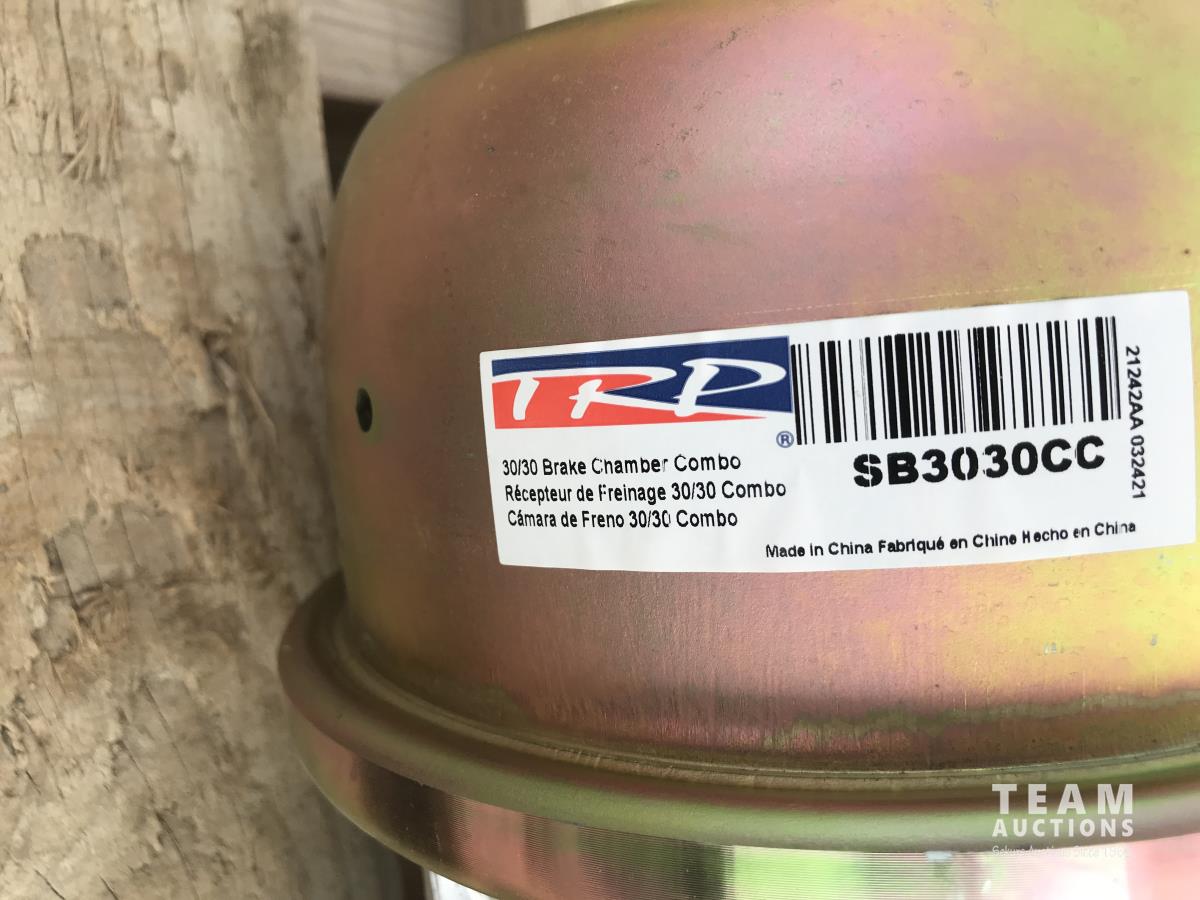 TRP®
30/30 Brake Chamber Combo
Récepteur de Freinage 30/30 Combo
Cámara de Freno 30/30 Combo
SB3030CC
21242AA 032421
Made in China Fabriqué en Chine Hecho en China
TEAM
AUCTIONS